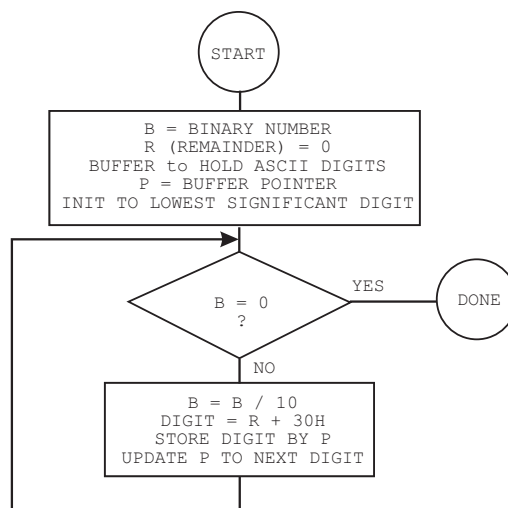 START
B = BINARY NUMBER
R (REMAINDER) = 0
BUFFER to HOLD ASCII DIGITS
P = BUFFER POINTER
INIT TO LOWEST SIGNIFICANT DIGIT
B = 0
?
YES
DONE
NO
B = B / 10
DIGIT = R + 30H
STORE DIGIT BY P
UPDATE P TO NEXT DIGIT